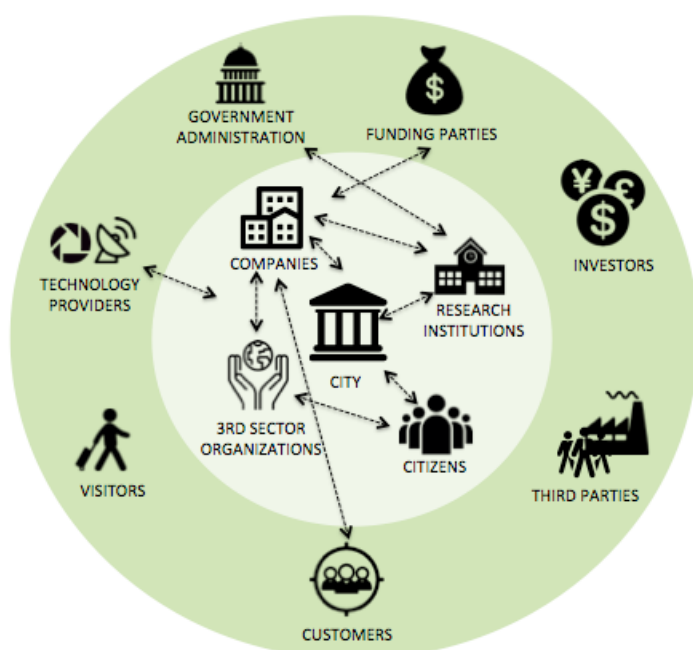 GOVERNMENT
ADMINISTRATION
$
FUNDING PARTIES
¥
£
$
INVESTORS
COMPANIES
TECHNOLOGY
PROVIDERS
RESEARCH
INSTITUTIONS
CITY
3RD SECTOR
ORGANIZATIONS
CITIZENS
VISITORS
THIRD PARTIES
CUSTOMERS